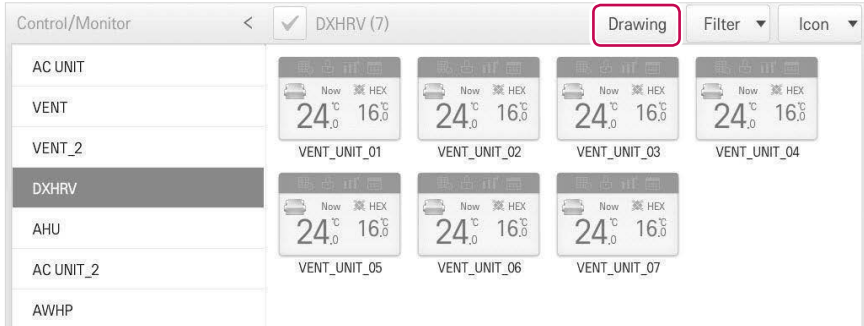 Control/Monitor < DXHRV (7) Drawing Filter ▼ Icon ▼
AC UNIT
VENT
VENT_2
DXHRV
AHU
AC UNIT_2
AWHP
Now HEX Now HEX Now HEX Now HEX
24.0°C 16.0°C 24.0°C 16.0°C 24.0°C 16.0°C 24.0°C 16.0°C
VENT_UNIT_01 VENT_UNIT_02 VENT_UNIT_03 VENT_UNIT_04
Now HEX Now HEX Now HEX
24.0°C 16.0°C 24.0°C 16.0°C 24.0°C 16.0°C
VENT_UNIT_05 VENT_UNIT_06 VENT_UNIT_07